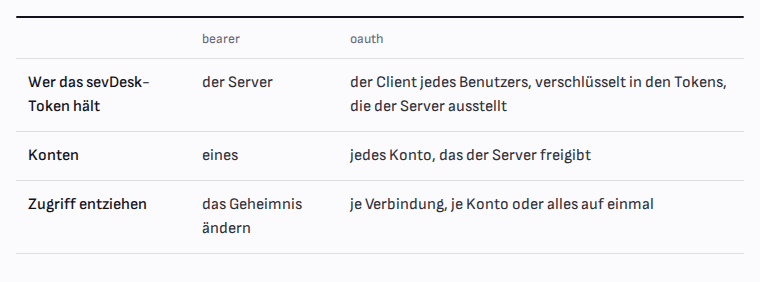 bearer oauth
Wer das sevDesk- der Server der Client jedes Benutzers, verschlüsselt in den Tokens,
Token hält die der Server ausstellt
Konten eines jedes Konto, das der Server freigibt
Zugriff entziehen das Geheimnis je Verbindung, je Konto oder alles auf einmal
ändern